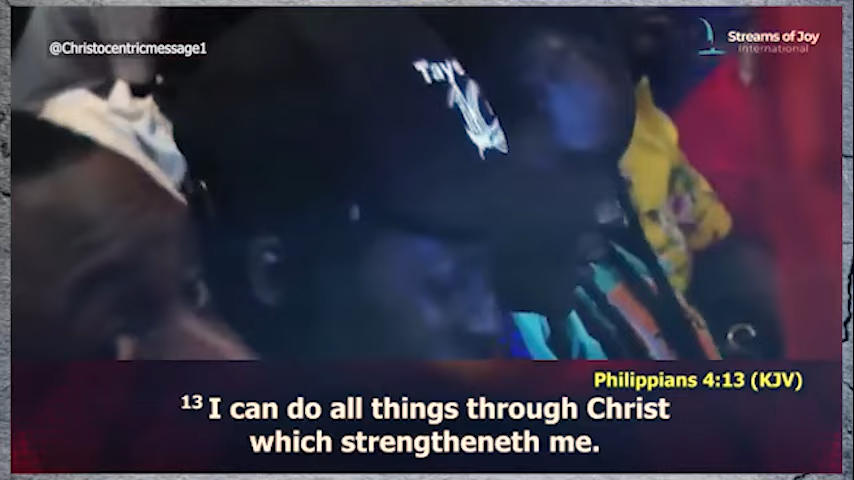 @Christocentricmessage1
Streams of Joy
International
Philippians 4:13 (KJV)
13 I can do all things through Christ
which strengtheneth me.